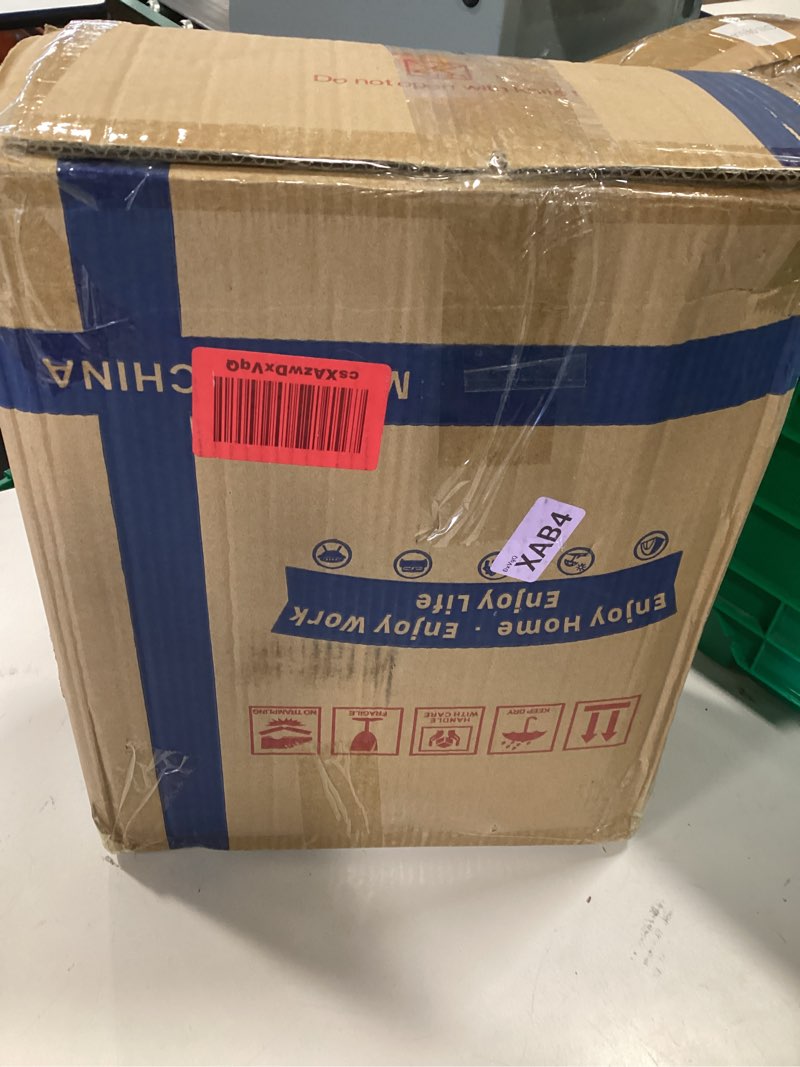 Do not open with knife
M
CHINA
csXAzwDxVqQ
XAB4
Enjoy Home · Enjoy Work
Enjoy Life
KEEP DRY
HANDLE
WITH CARE
FRAGILE
NO TRAMPLING